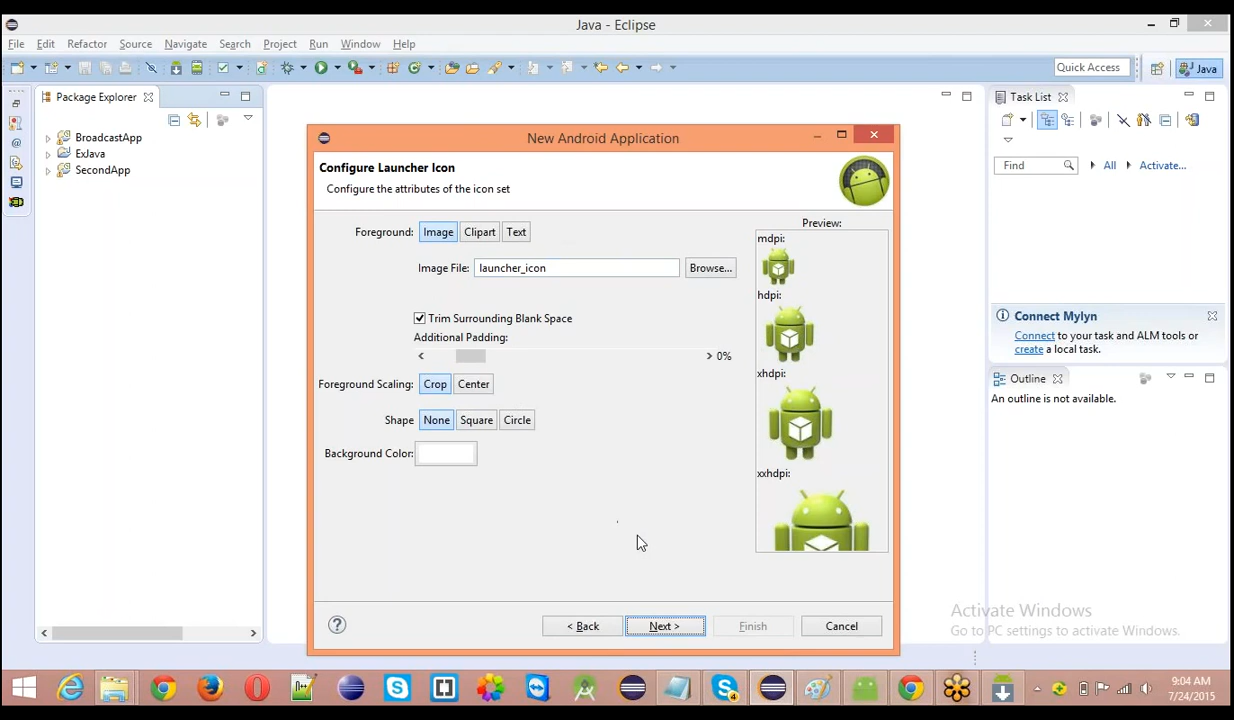 Java - Eclipse
File Edit Refactor Source Navigate Search Project Run Window Help
Quick Access
Java
Package Explorer
BroadcastApp
ExJava
SecondApp
New Android Application
Configure Launcher Icon
Configure the attributes of the icon set
Foreground: Image Clipart Text
Image File: launcher_icon Browse...
Trim Surrounding Blank Space
Additional Padding:
< > 0%
Foreground Scaling: Crop Center
Shape None Square Circle
Background Color:
Preview:
mdpi:
hdpi:
xhdpi:
xxhdpi:
? < Back Next > Finish Cancel
Task List
Find All Activate...
Connect Mylyn
Connect to your task and ALM tools or
create a local task.
Outline
An outline is not available.
Activate Windows
Go to PC settings to activate Windows.
4
9:04 AM
7/24/2015